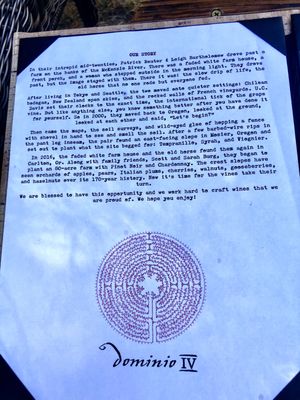 OUR STORY
In their intrepid mid-twenties, Patrick Reuter & Leigh Bartholomew drove past a
farm on the banks of the McKenzie River. There was a faded white farm house, a
front porch, and a woman who stepped outside in the morning light. They drove
past, but the image stayed with them. There was the slow drip of life, the
old horse that no one rode but everyone fed.
After living in Tokyo and Seattle, the two moved onto quieter settings: Chilean
bodegas, New Zealand spur skies, and the rocked walls of French vineyards. U.C.
Davis set their clocks to the exact time, the international time of the grape
vine. But like anything else, you know something better after you have done it
for yourself. So in 2000, they moved back to Oregon, looked at the ground,
looked at each other and said, "Let's begin?"
Then came the maps, the soil surveys, and wild-eyed glee of hopping a fence
with shovel in hand to see and smell the soil. After a few barbed-wire rips in
the pant leg inseam, the pair found an east-facing slope in Mosier, Oregon and
set out to plant what the site begged for: Tempranillo, Syrah, and Viognier.
In 2016, the faded white farm house and the old horse found them again in
Carlton, Or. Along with family friends, Scott and Sarah Burg, they began to
plant an 80-acre farm with Pinot Noir and Chardonnay. The crest slopes have
seen orchards of apples, pears, Italian plums, cherries, walnuts, gooseberries,
and hazelnuts over its 170-year history. Now it's time for the vines take their
turn.
We are blessed to have this opportunity and we work hard to craft wines that we
are proud of. We hope you enjoy!
Dominio IV